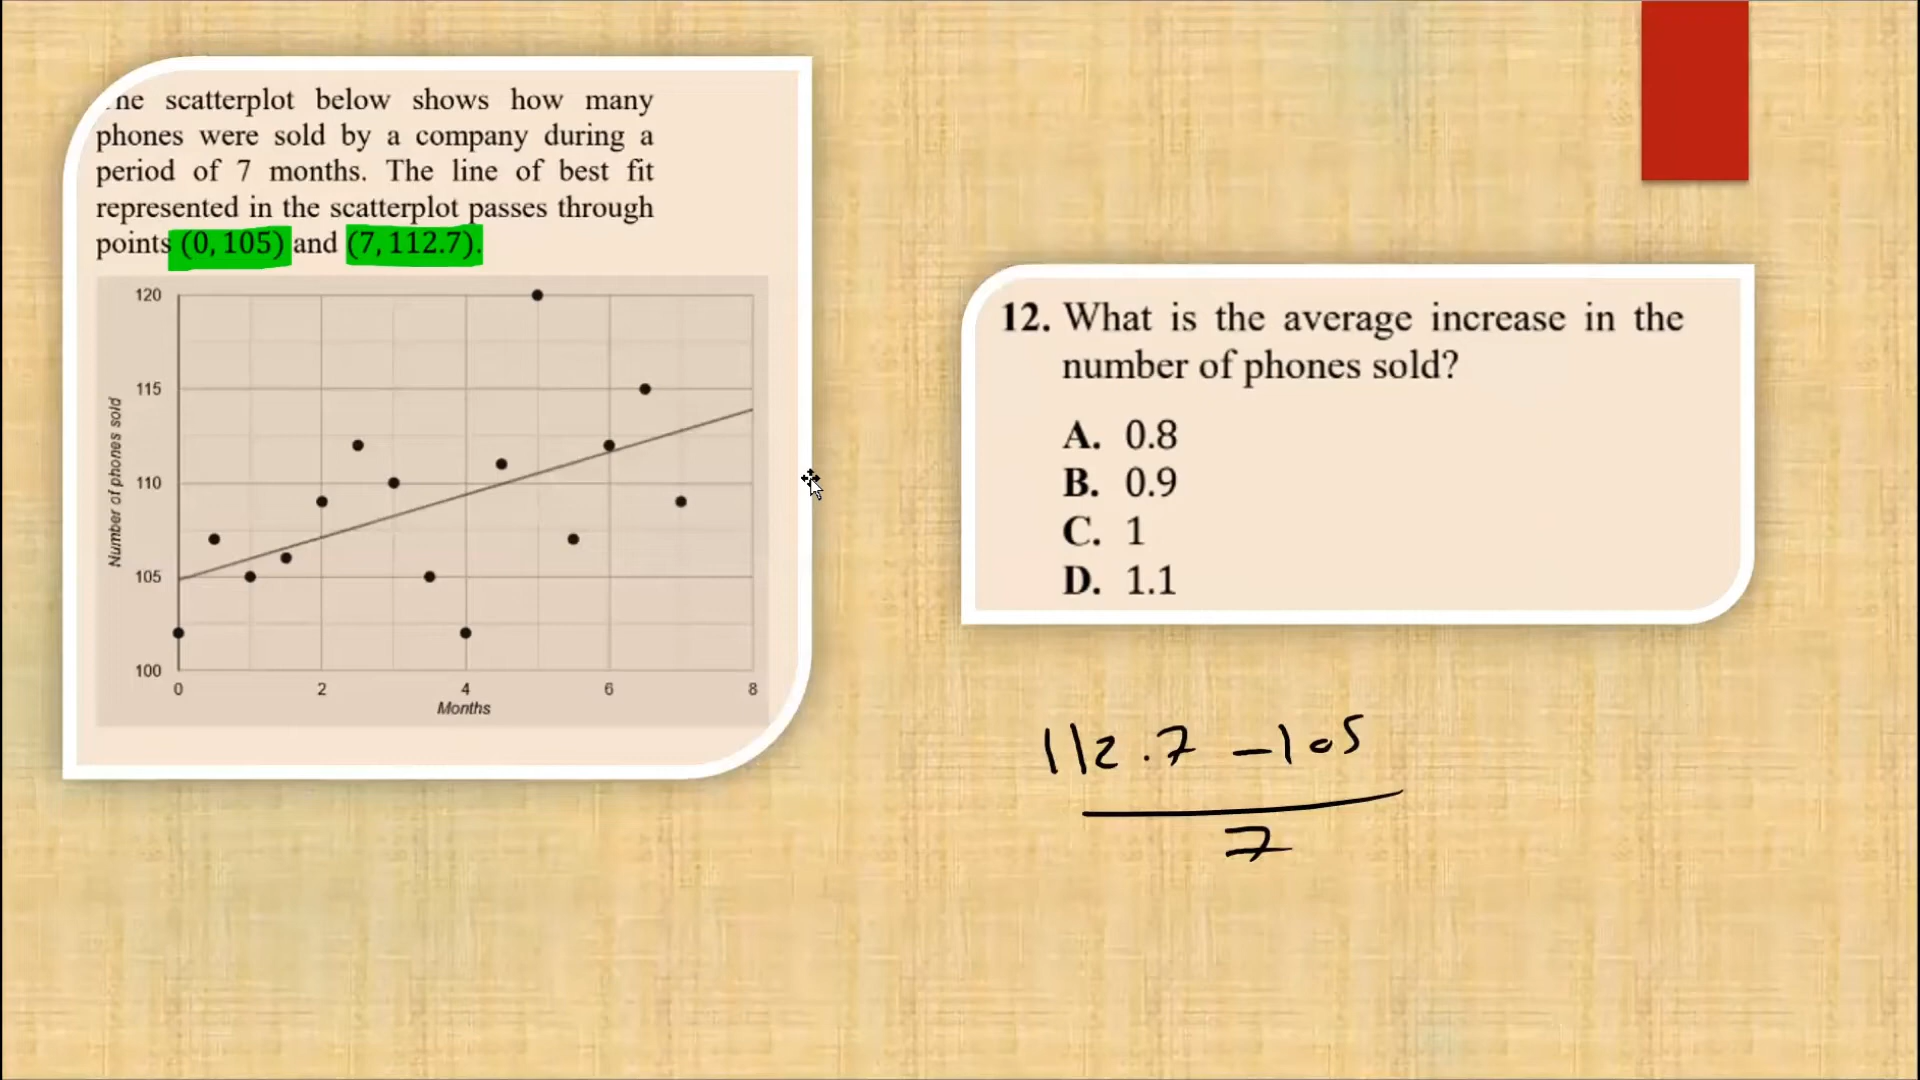 he scatterplot below shows how many
phones were sold by a company during a
period of 7 months. The line of best fit
represented in the scatterplot passes through
points (0, 105) and (7, 112.7).
120
115
110
105
100
Number of phones sold
0 2 4 6 8
Months
12. What is the average increase in the
number of phones sold?
A. 0.8
B. 0.9
C. 1
D. 1.1
112.7 - 105
7